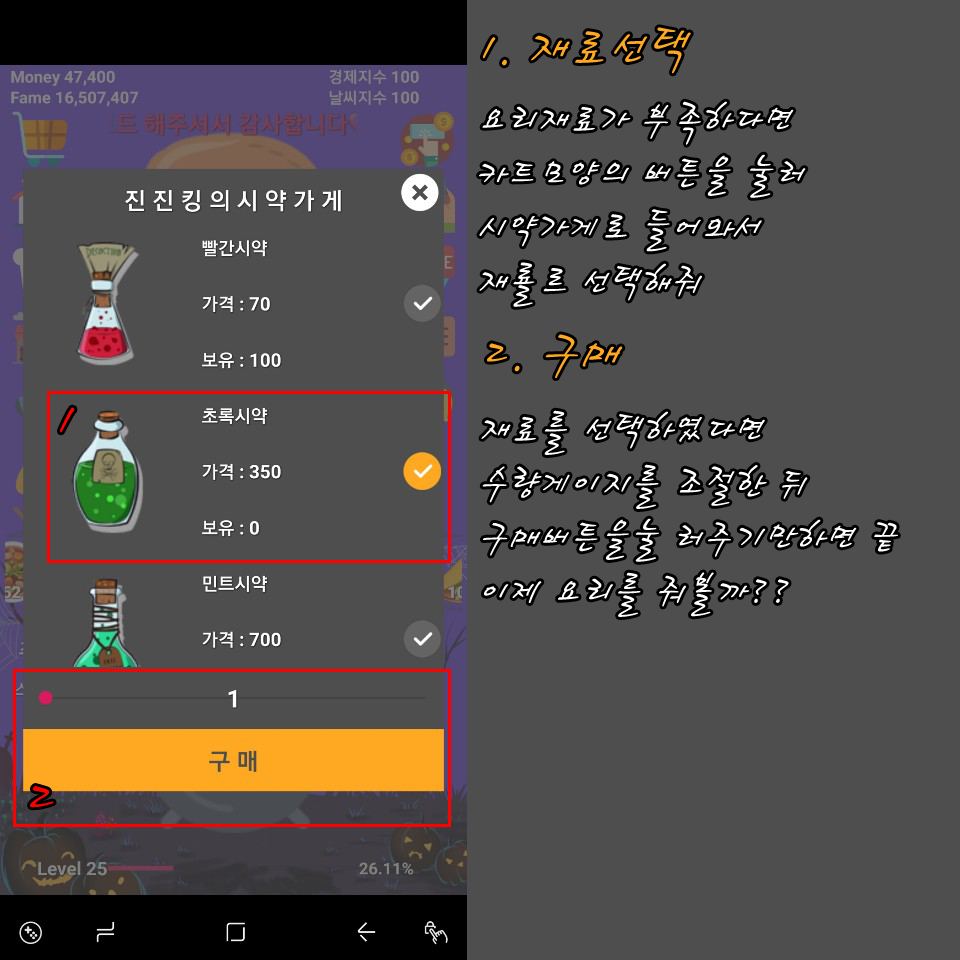 Money 47,400
경제지수 100
Fame 16,507,407
날씨지수 100
드 해주셔서 감사합니다
진진킹의시약가게
빨간시약
가격 : 70
보유 : 100
1
초록시약
가격 : 350
보유 : 0
민트시약
가격 : 700
1
구매
2
Level 25
26.11%
1. 재료선택
요리재료가 부족하다면
카트모양의 버튼을 눌러
시약가게로 들어와서
재룔르 선택해줘
2. 구매
재료를 선택하였다면
수량게이지를 조절한 뒤
구매버튼을눌 러주기만하면 끝
이제 요리를 줘볼까??